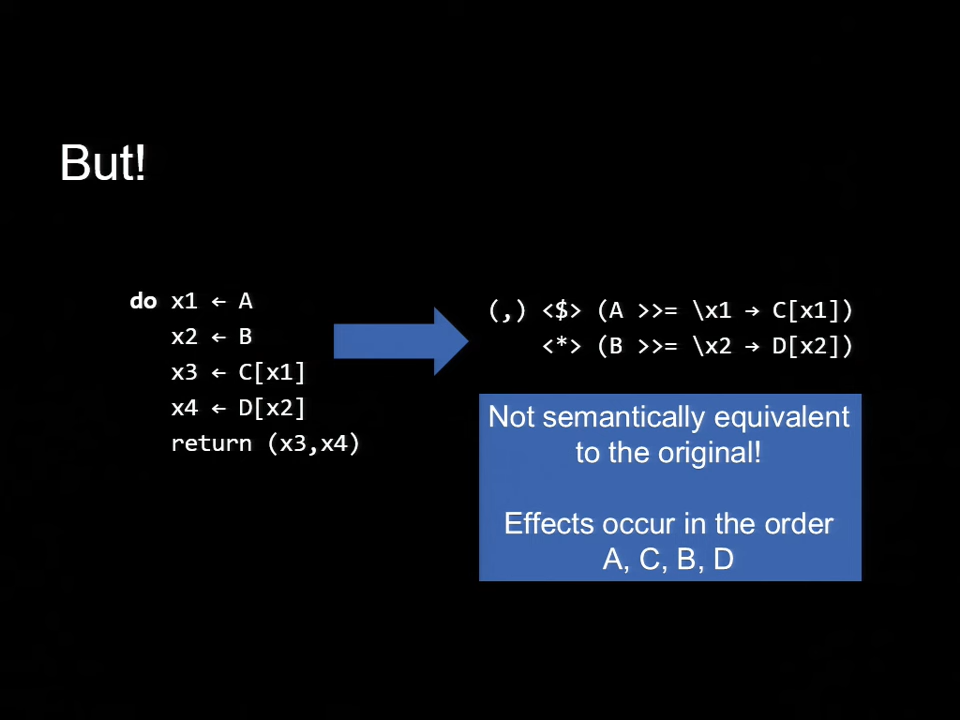 But!
do x1 ← A
x2 ← B
x3 ← C[x1]
x4 ← D[x2]
return (x3,x4)
(,) <$> (A >>= \x1 → C[x1])
<*> (B >>= \x2 → D[x2])
Not semantically equivalent
to the original!
Effects occur in the order
A, C, B, D